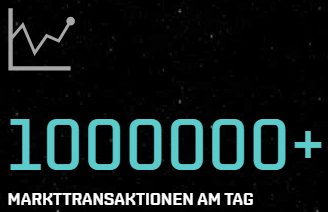 1000000+
MARKTTRANSAKTIONEN AM TAG